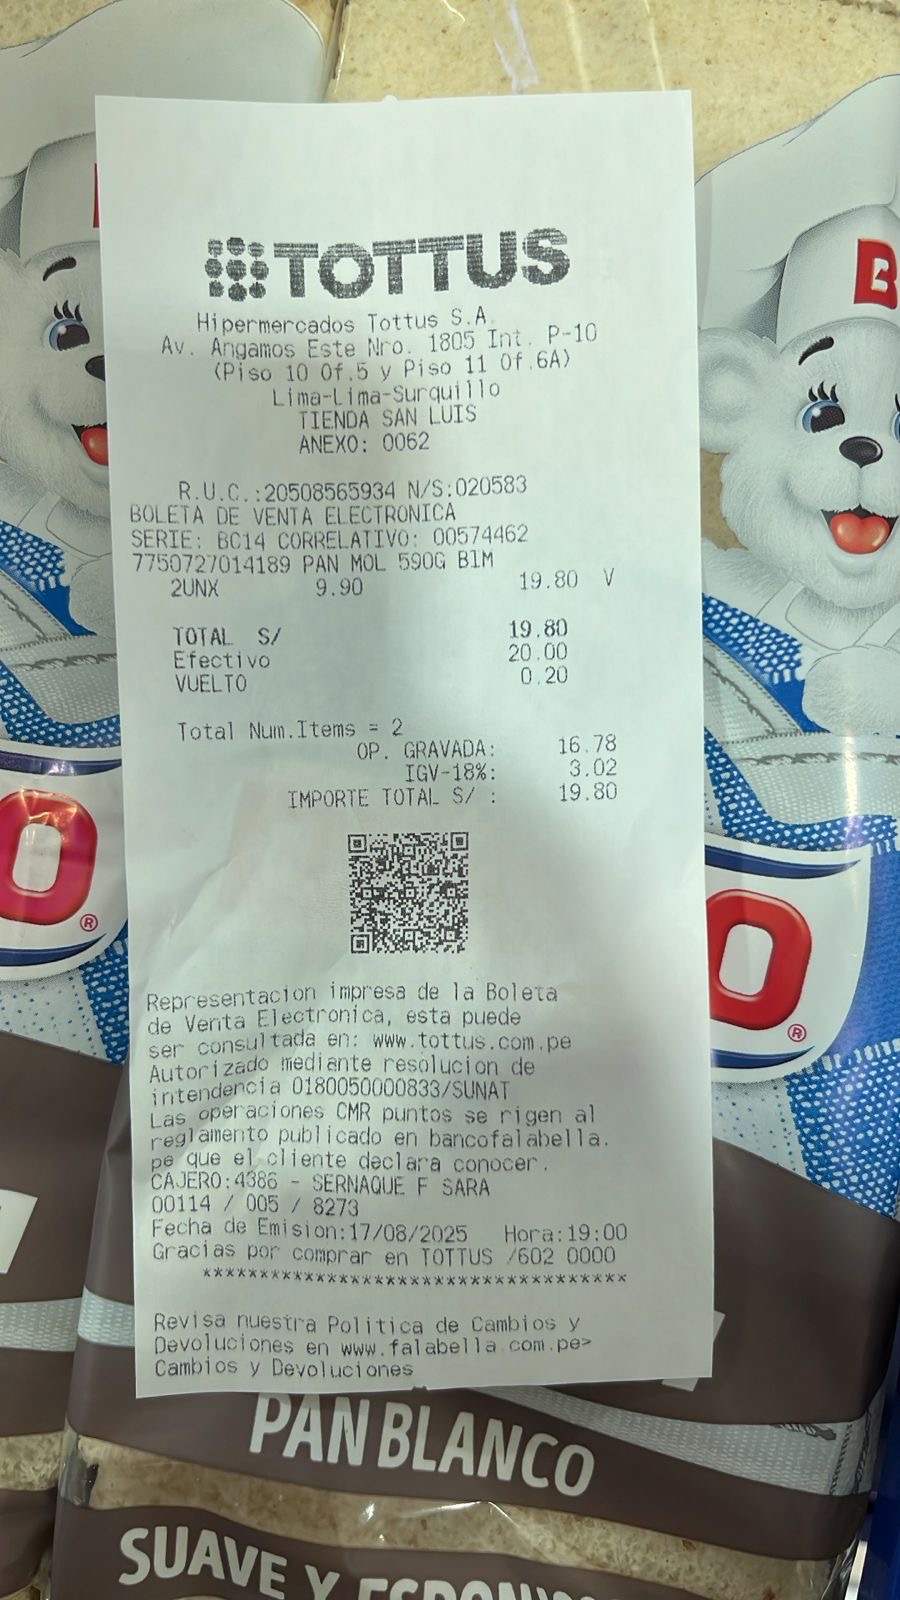 TOTTUS
Hipermercados Tottus S.A.
Av. Angamos Este Nro. 1805 Int. P-10
(Piso 10 Of.5 y Piso 11 Of.6A)
Lima-Lima-Surquillo
TIENDA SAN LUIS
ANEXO: 0062
R.U.C.:20508565934 N/S:020583
BOLETA DE VENTA ELECTRONICA
SERIE: BC14 CORRELATIVO: 00574462
7750727014189 PAN MOL 590G BIM
2UNX 9.90 19.80 V
TOTAL S/ 19.80
Efectivo 20.00
VUELTO 0.20
Total Num.Items = 2
OP. GRAVADA: 16.78
IGV-18%: 3.02
IMPORTE TOTAL S/ : 19.80
Representacion impresa de la Boleta
de Venta Electronica, esta puede
ser consultada en: www.tottus.com.pe
Autorizado mediante resolucion de
intendencia 0180050000833/SUNAT
Las operaciones CMR puntos se rigen al
reglamento publicado en bancofalabella.
pe que el cliente declara conocer.
CAJERO:4386 - SERNAQUE F SARA
00114 / 005 / 8273
Fecha de Emision:17/08/2025 Hora:19:00
Gracias por comprar en TOTTUS /602 0000
*************************************
Revisa nuestra Politica de Cambios y
Devoluciones en www.falabella.com.pe>
Cambios y Devoluciones
B
O®
O®
PAN BLANCO
SUAVE Y